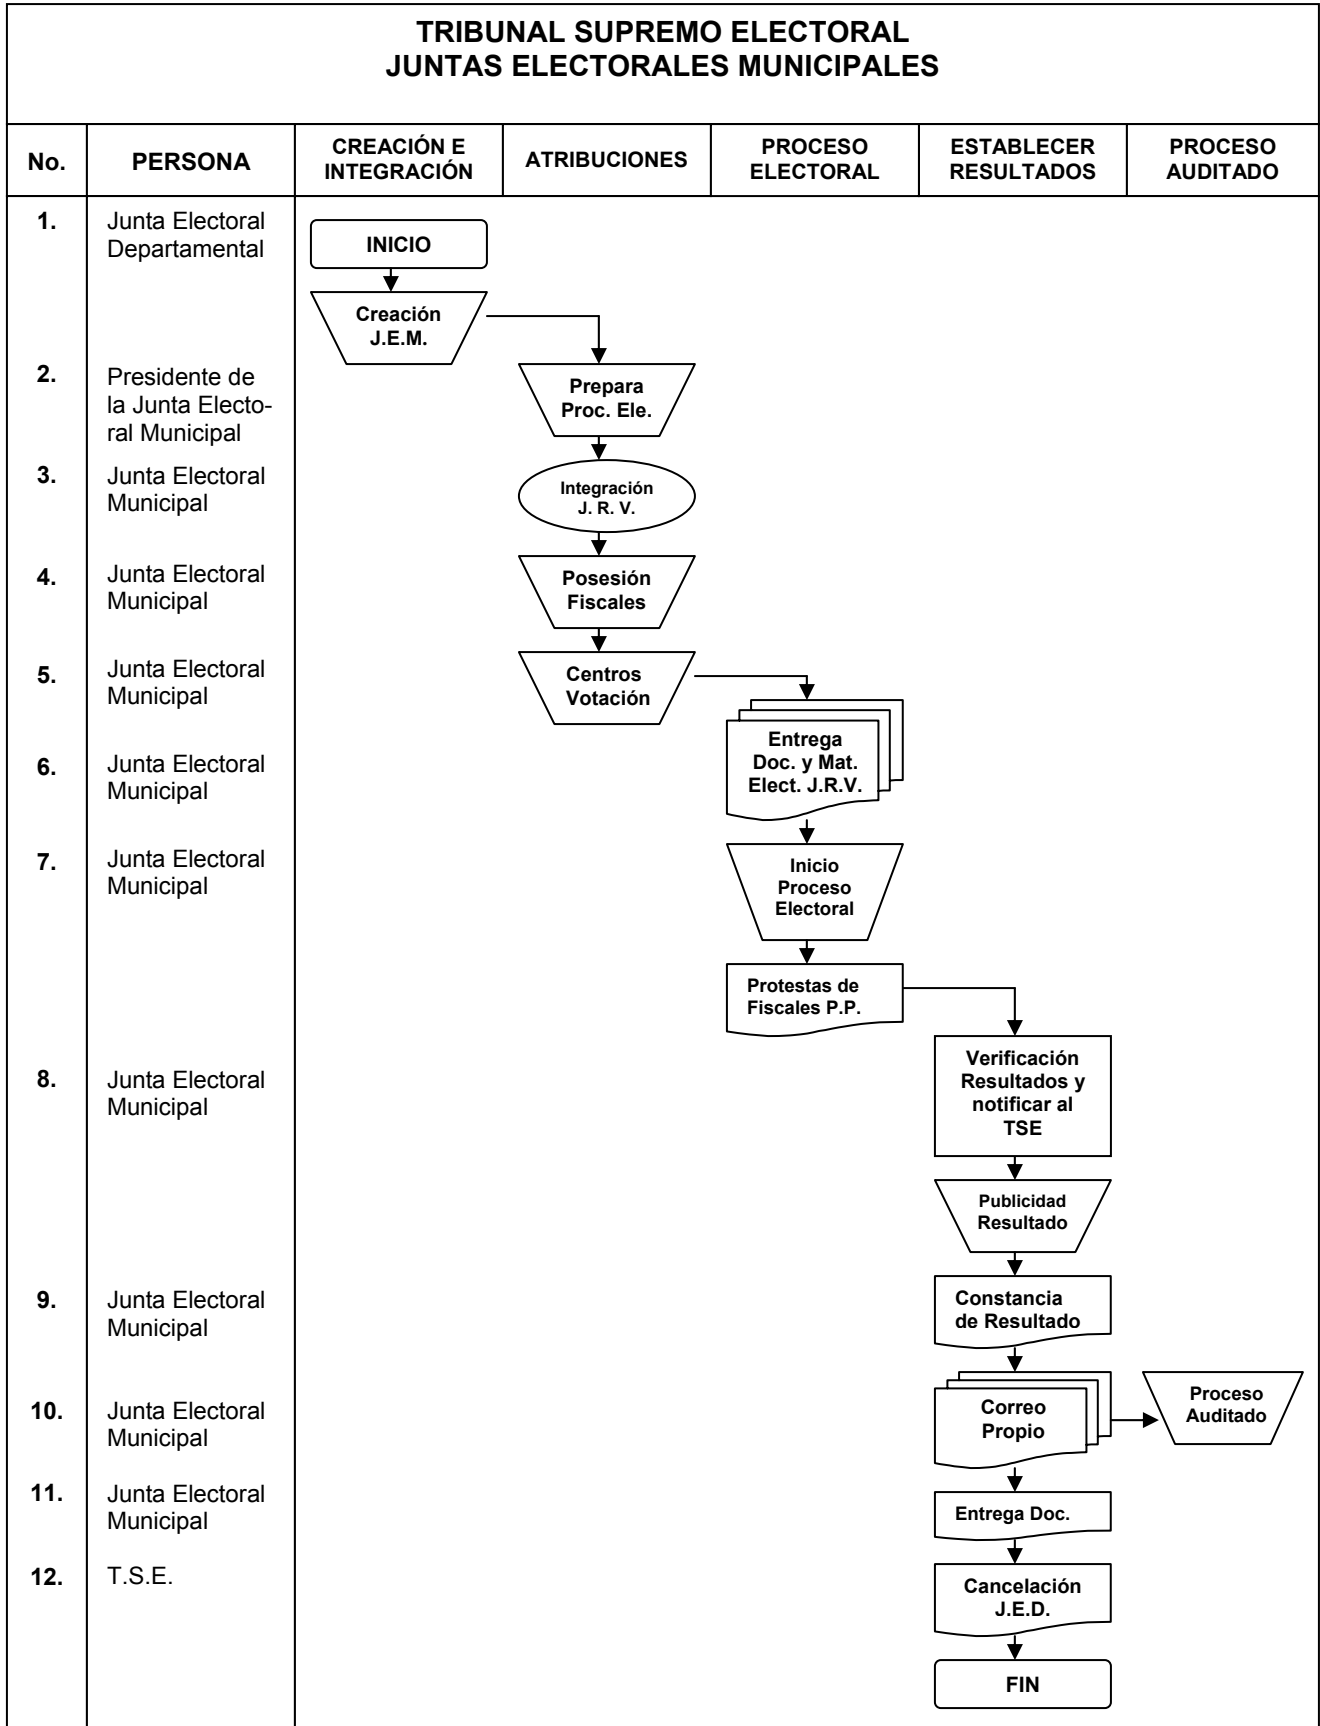 TRIBUNAL SUPREMO ELECTORAL
JUNTAS ELECTORALES MUNICIPALES
No.
PERSONA
CREACIÓN E
INTEGRACIÓN
ATRIBUCIONES
PROCESO
ELECTORAL
ESTABLECER
RESULTADOS
PROCESO
AUDITADO
1.
Junta Electoral
Departamental
INICIO
Creación
J.E.M.
2.
Presidente de
la Junta Electo-
ral Municipal
Prepara
Proc. Ele.
3.
Junta Electoral
Municipal
Integración
J. R. V.
4.
Junta Electoral
Municipal
Posesión
Fiscales
5.
Junta Electoral
Municipal
Centros
Votación
6.
Junta Electoral
Municipal
Entrega
Doc. y Mat.
Elect. J.R.V.
7.
Junta Electoral
Municipal
Inicio
Proceso
Electoral
Protestas de
Fiscales P.P.
8.
Junta Electoral
Municipal
Verificación
Resultados y
notificar al
TSE
Publicidad
Resultado
9.
Junta Electoral
Municipal
Constancia
de Resultado
10.
Junta Electoral
Municipal
Correo
Propio
Proceso
Auditado
11.
Junta Electoral
Municipal
Entrega Doc.
12.
T.S.E.
Cancelación
J.E.D.
FIN